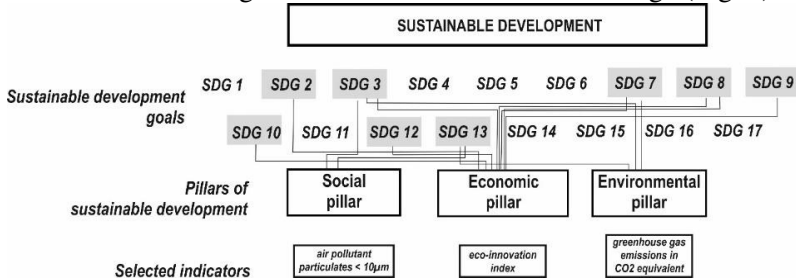 SUSTAINABLE DEVELOPMENT
SDG 1 SDG 2 SDG 3 SDG 4 SDG 5 SDG 6 SDG 7 SDG 8 SDG 9
Sustainable development
goals
SDG 10 SDG 11 SDG 12 SDG 13 SDG 14 SDG 15 SDG 16 SDG 17
Pillars of
sustainable development
Social
pillar
Economic
pillar
Environmental
pillar
Selected indicators
air pollutant
particulates < 10µm
eco-innovation
index
greenhouse gas
emissions in
CO2 equivalent